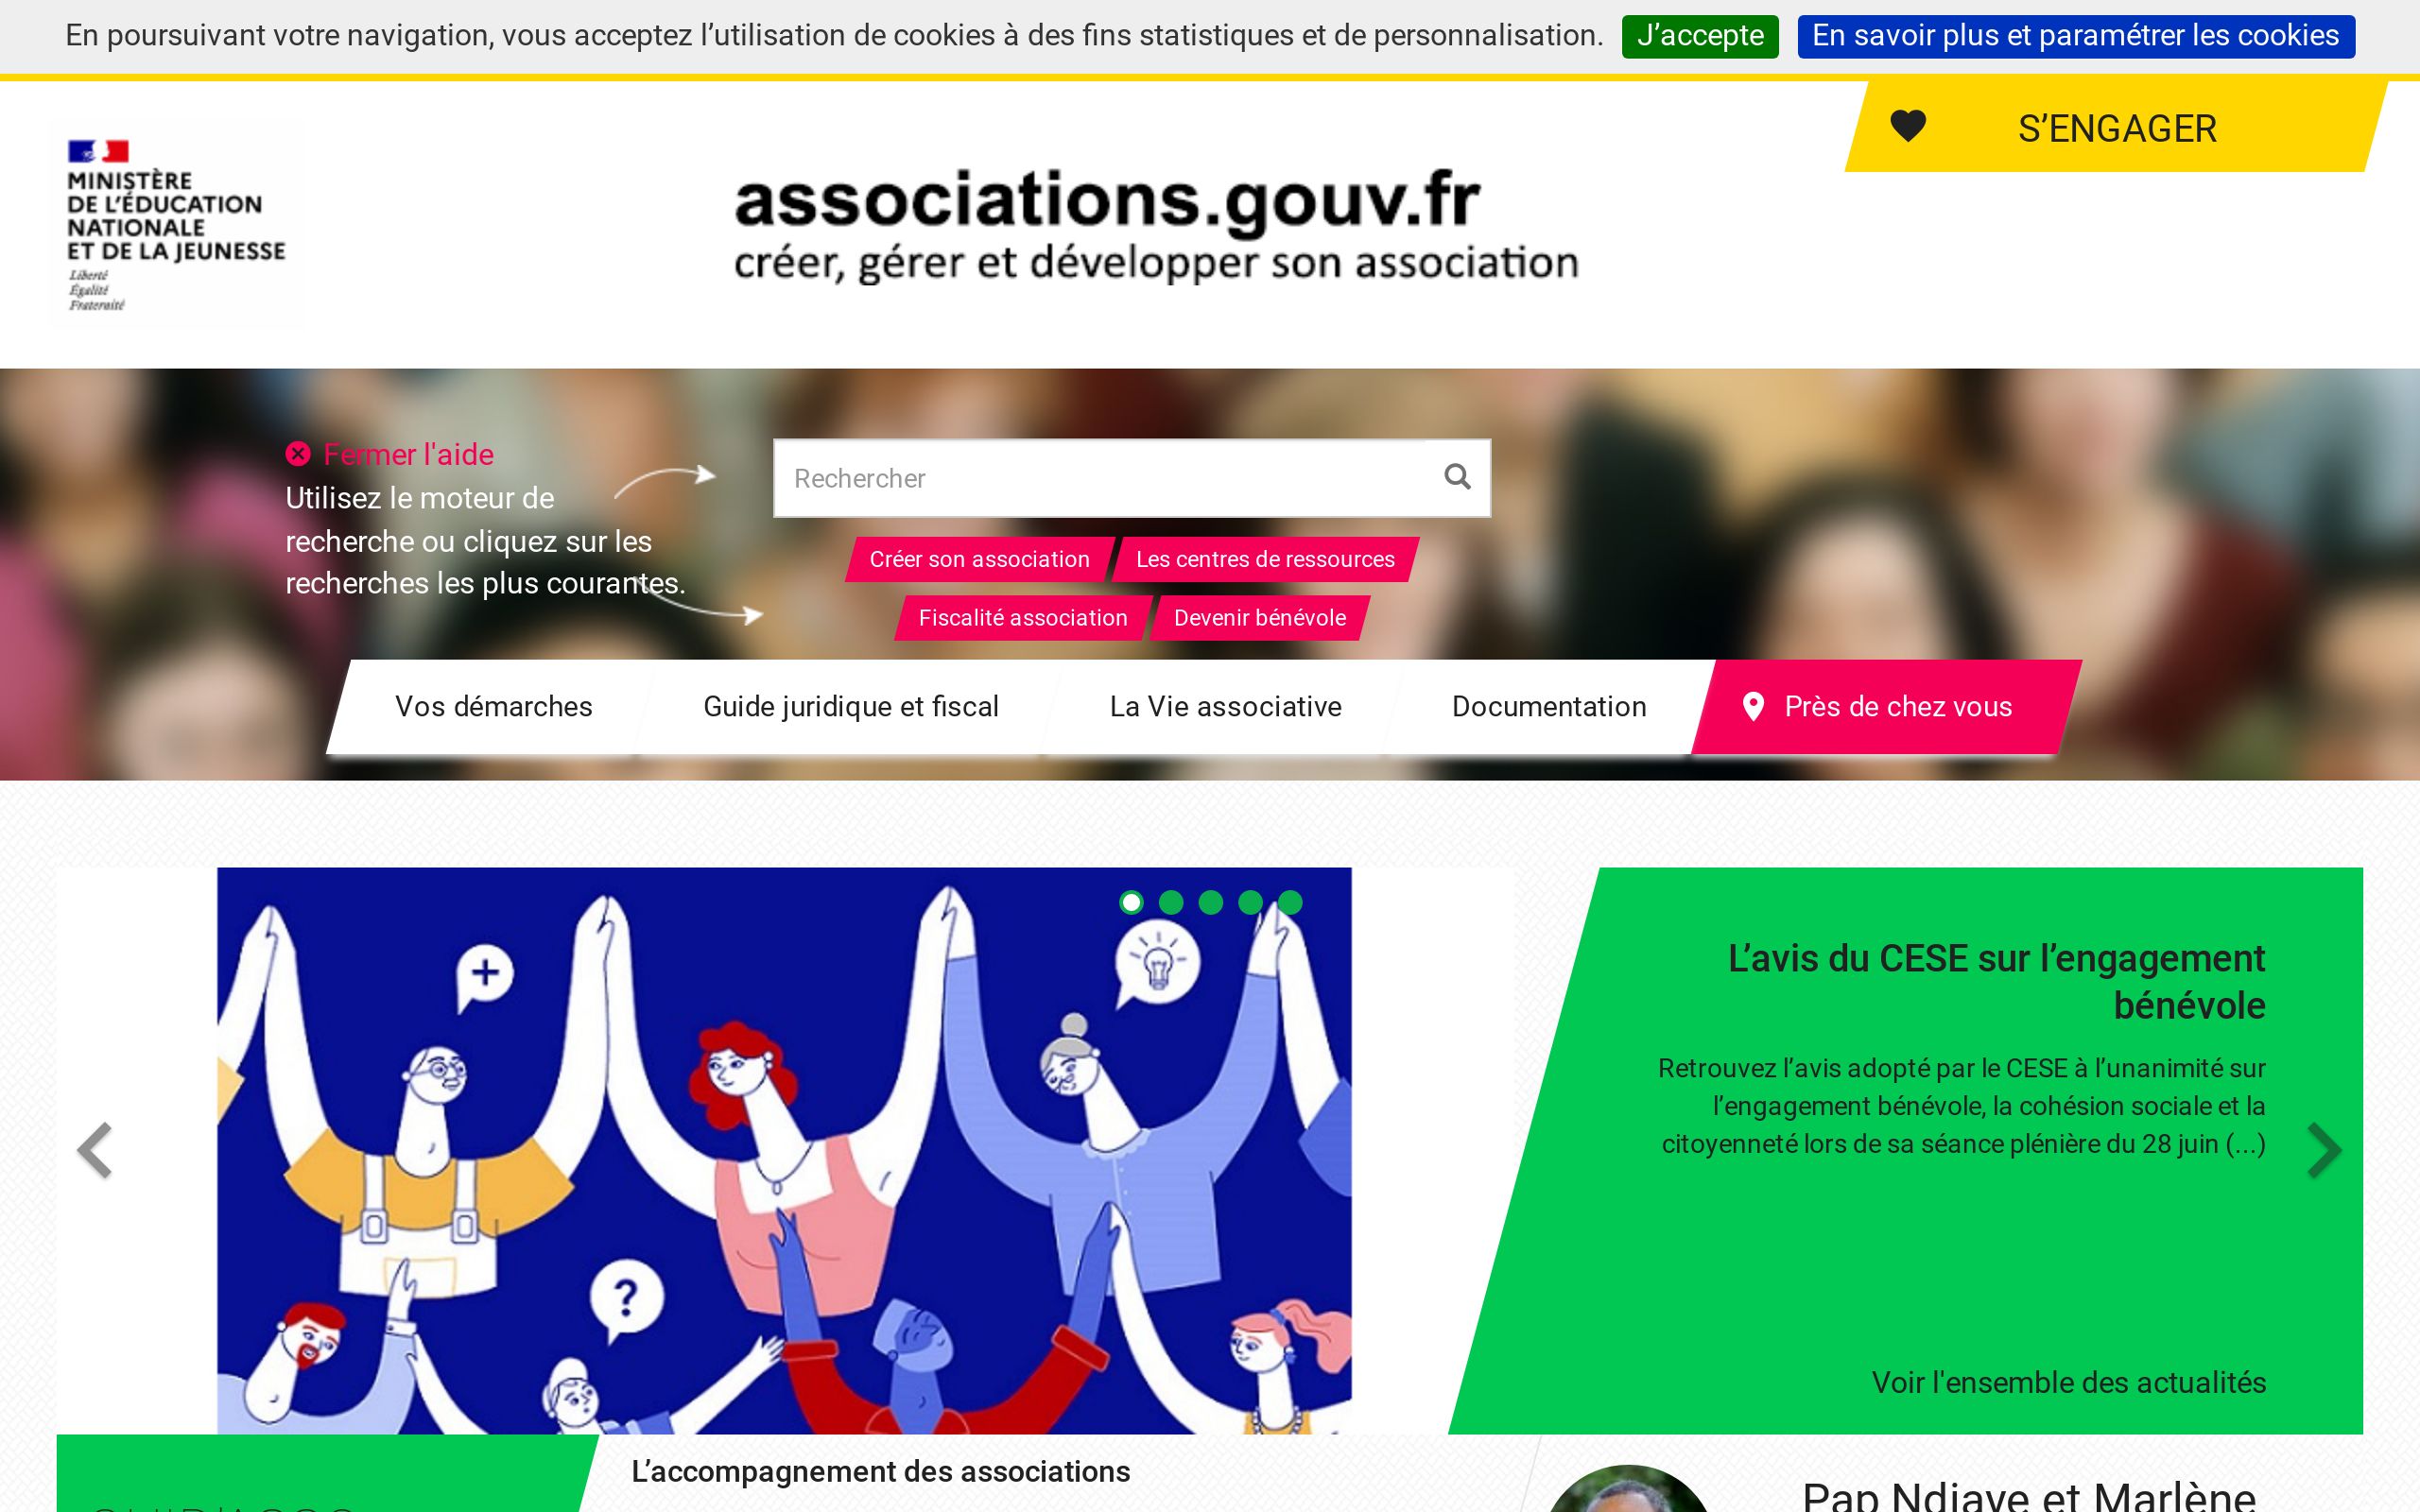 En poursuivant votre navigation, vous acceptez l’utilisation de cookies à des fins statistiques et de personnalisation. J’accepte En savoir plus et paramétrer les cookies
S’ENGAGER
MINISTÈRE
DE L’ÉDUCATION
NATIONALE
ET DE LA JEUNESSE
Liberté
Égalité
Fraternité
associations.gouv.fr
créer, gérer et développer son association
Fermer l'aide
Utilisez le moteur de
recherche ou cliquez sur les
recherches les plus courantes.
Rechercher
Créer son association Les centres de ressources
Fiscalité association Devenir bénévole
Vos démarches Guide juridique et fiscal La Vie associative Documentation Près de chez vous
L’avis du CESE sur l’engagement
bénévole
Retrouvez l’avis adopté par le CESE à l’unanimité sur
l’engagement bénévole, la cohésion sociale et la
citoyenneté lors de sa séance plénière du 28 juin (...)
Voir l'ensemble des actualités
?
L’accompagnement des associations
Pap Ndiaye et Marlène